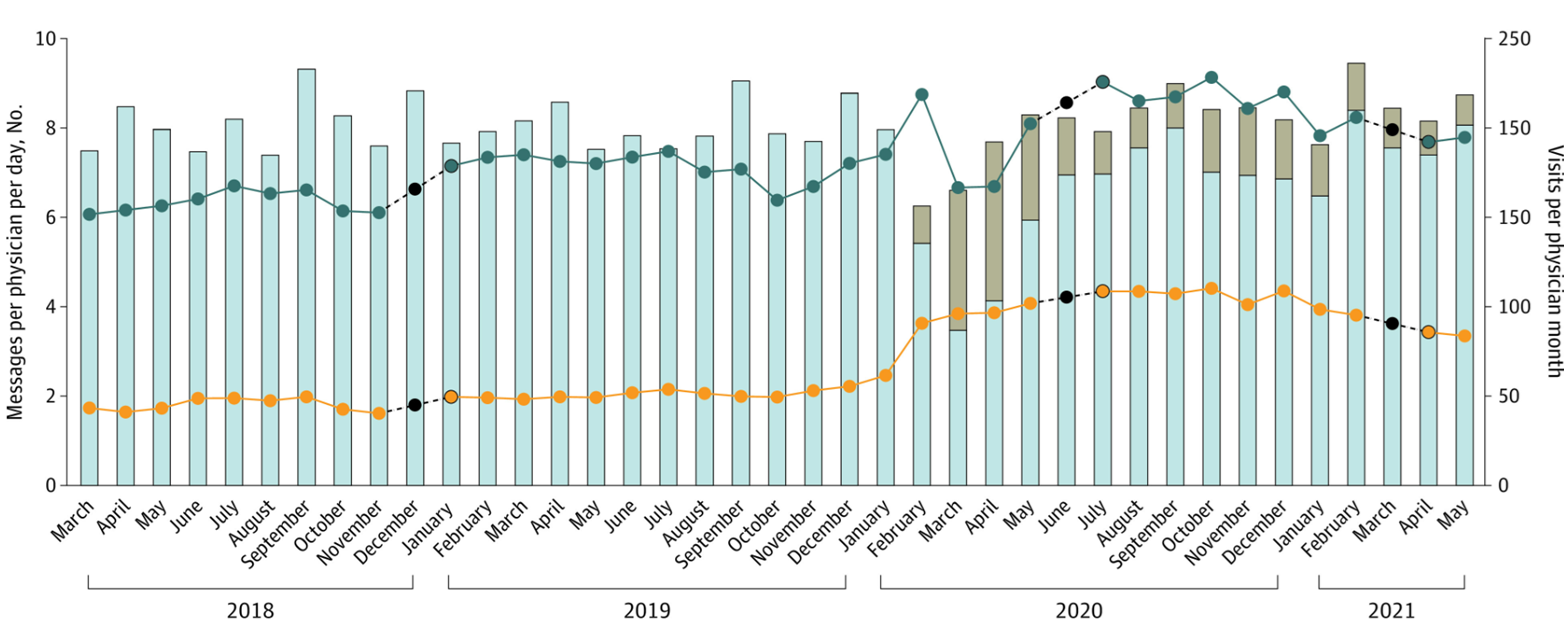 Messages per physician per day, No.
10
8
6
4
2
0
250
150
150
100
50
0
Visits per physician month
March
April
May
June
July
August
September
October
November
December
January
February
March
April
May
June
July
August
September
October
November
December
January
February
March
April
May
June
July
August
September
October
November
December
January
February
March
April
May
2018
2019
2020
2021